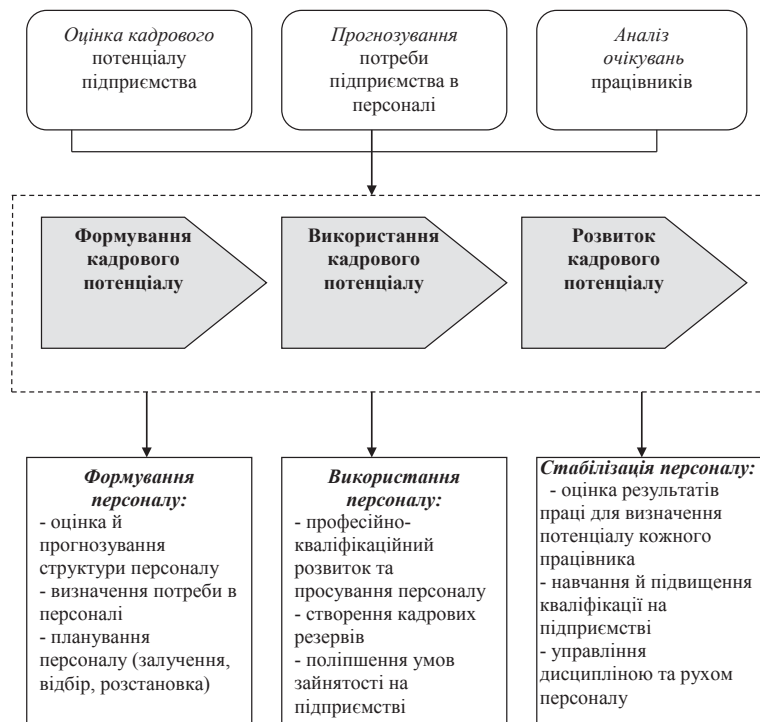 Оцінка кадрового
потенціалу
підприємства
Прогнозування
потреби
підприємства в
персоналі
Аналіз
очікувань
працівників
Формування
кадрового
потенціалу
Використання
кадрового
потенціалу
Розвиток
кадрового
потенціалу
Формування
персоналу:
- оцінка й
прогнозування
структури персоналу
- визначення потреби в
персоналі
- планування
персоналу (залучення,
відбір, розстановка)
Використання
персоналу:
- професійно-
кваліфікаційний
розвиток та
просування персоналу
- створення кадрових
резервів
- поліпшення умов
зайнятості на
підприємстві
Стабілізація персоналу:
- оцінка результатів
праці для визначення
потенціалу кожного
працівника
- навчання й підвищення
кваліфікації на
підприємстві
- управління
дисципліною та рухом
персоналу